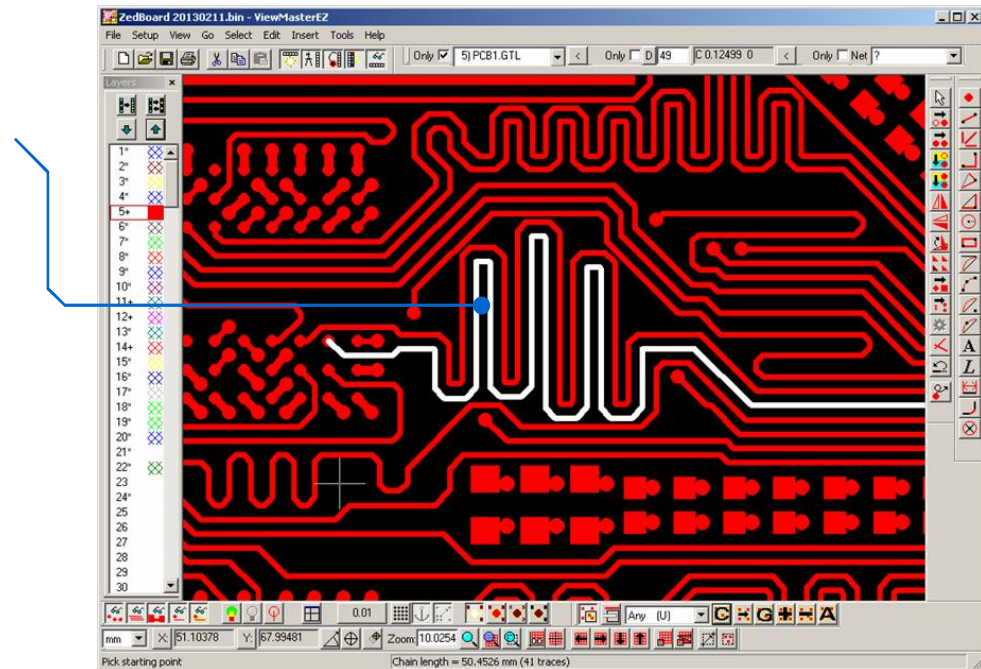 ZedBoard 20130211.bin - ViewMasterEZ
File Setup View Go Select Edit Insert Tools Help
Only 5) PCB1.GTL < Only D 49 C 0.12499 0 < Only Net ?
Layers
1*
2*
3*
4*
5+
6*
7*
8*
9*
10*
11+
12+
13*
14+
15*
16*
17*
18*
19*
20*
21*
22*
23
24*
25
26
27
28
29
30
A
L
0.01
Any (U)
C
G
A
mm X: 51.10378 Y: 67.99481 Zoom: 10.0254
Pick starting point Chain length = 50.4526 mm (41 traces)